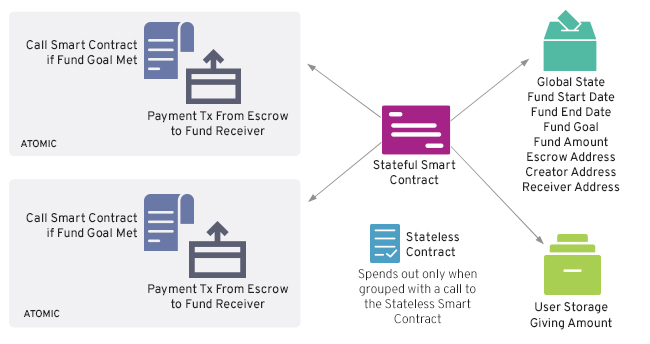 Call Smart Contract
if Fund Goal Met
Payment Tx From Escrow
to Fund Receiver
ATOMIC
Call Smart Contract
if Fund Goal Met
Payment Tx From Escrow
to Fund Receiver
ATOMIC
Stateful Smart
Contract
Stateless
Contract
Spends out only when
grouped with a call to
the Stateless Smart
Contract
Global State
Fund Start Date
Fund End Date
Fund Goal
Fund Amount
Escrow Address
Creator Address
Receiver Address
User Storage
Giving Amount